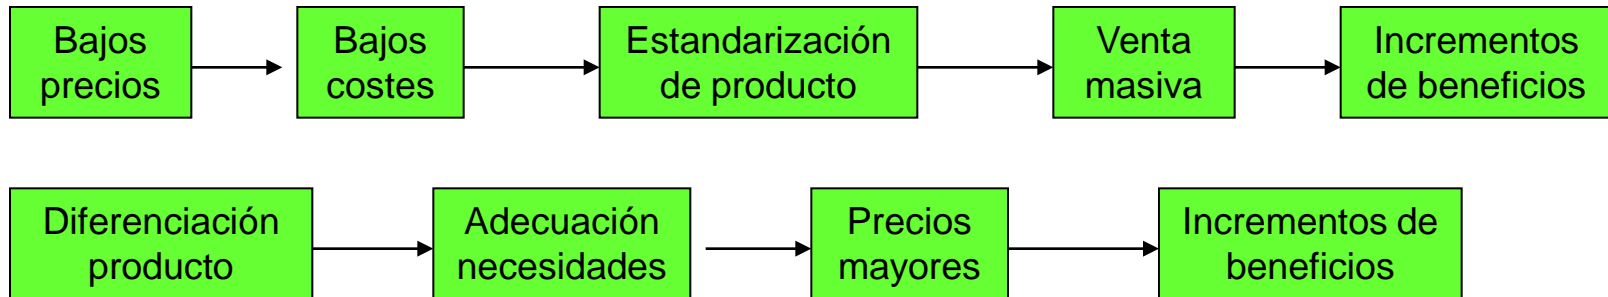 Bajos
precios
Bajos
costes
Estandarización
de producto
Venta
masiva
Incrementos
de beneficios
Diferenciación
producto
Adecuación
necesidades
Precios
mayores
Incrementos de
beneficios